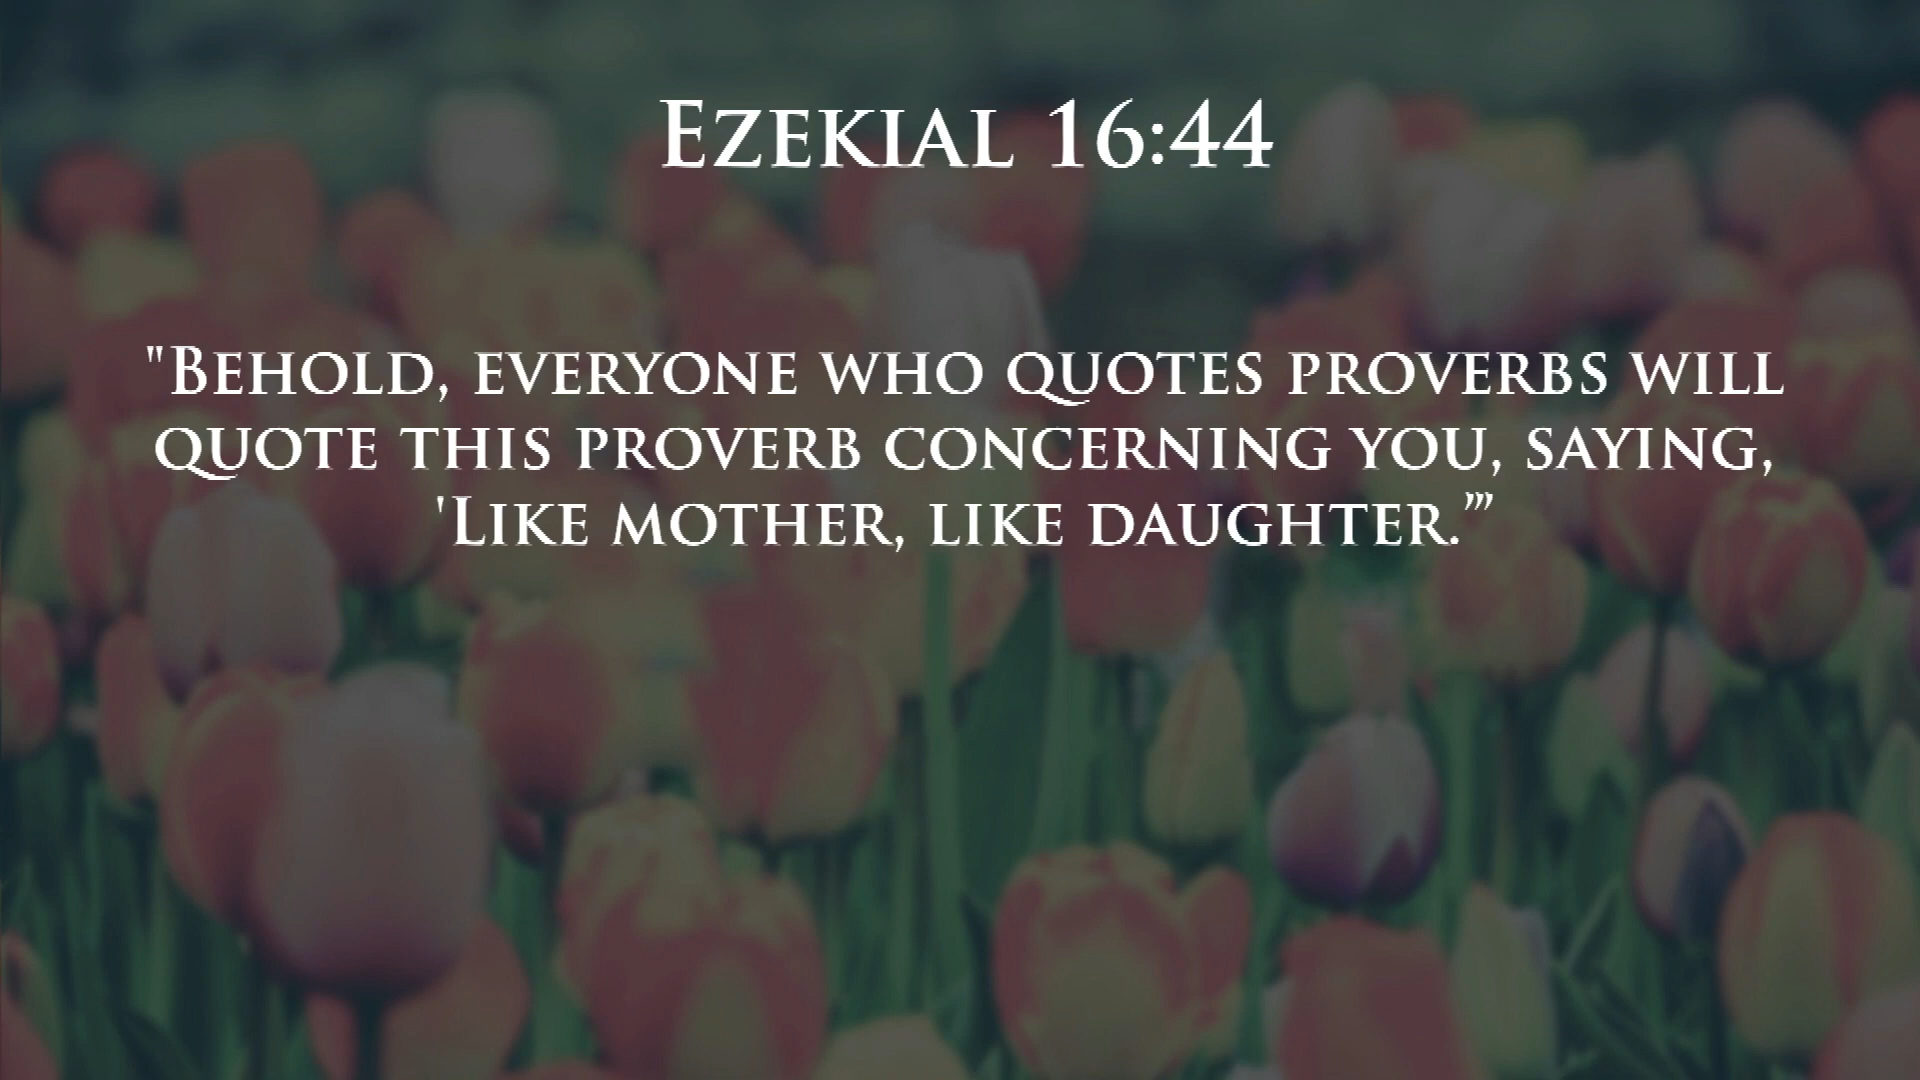 Ezekial 16:44
"Behold, everyone who quotes proverbs will
quote this proverb concerning you, saying,
'Like mother, like daughter.’”